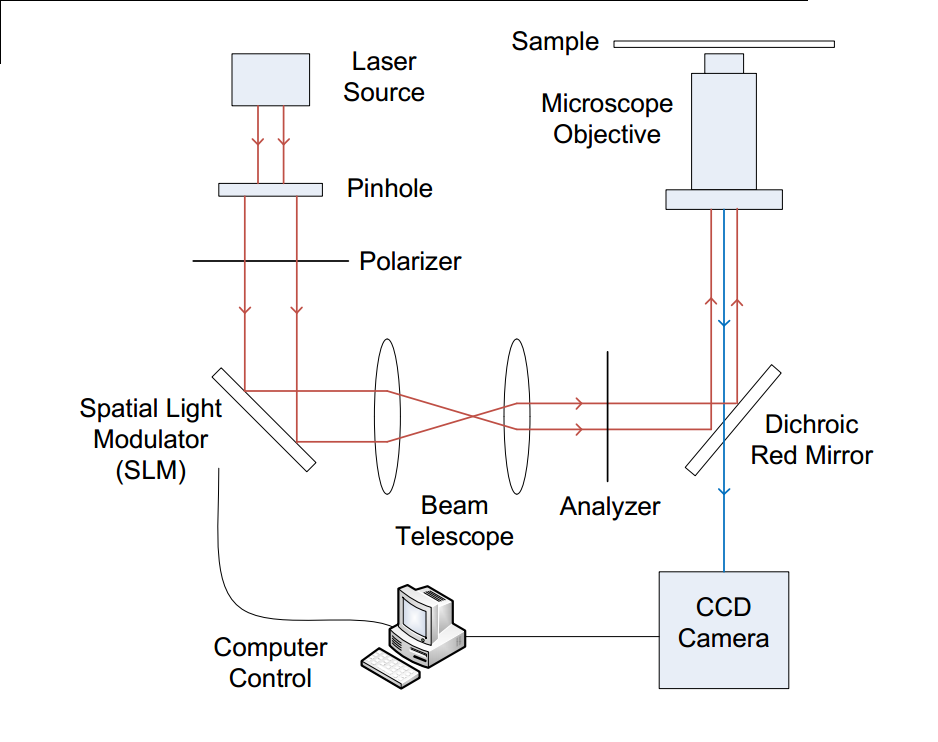 Sample
Laser
Source
Microscope
Objective
Pinhole
Polarizer
Spatial Light
Modulator
(SLM)
Dichroic
Red Mirror
Beam
Telescope
Analyzer
CCD
Camera
Computer
Control